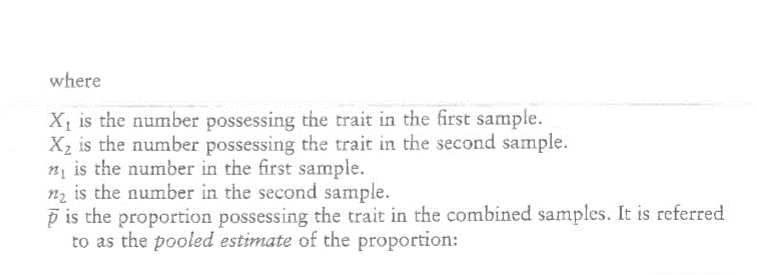 where
X₁ is the number possessing the trait in the first sample.
X₂ is the number possessing the trait in the second sample.
n₁ is the number in the first sample.
n₂ is the number in the second sample.
p̄ is the proportion possessing the trait in the combined samples. It is referred
to as the pooled estimate of the proportion: